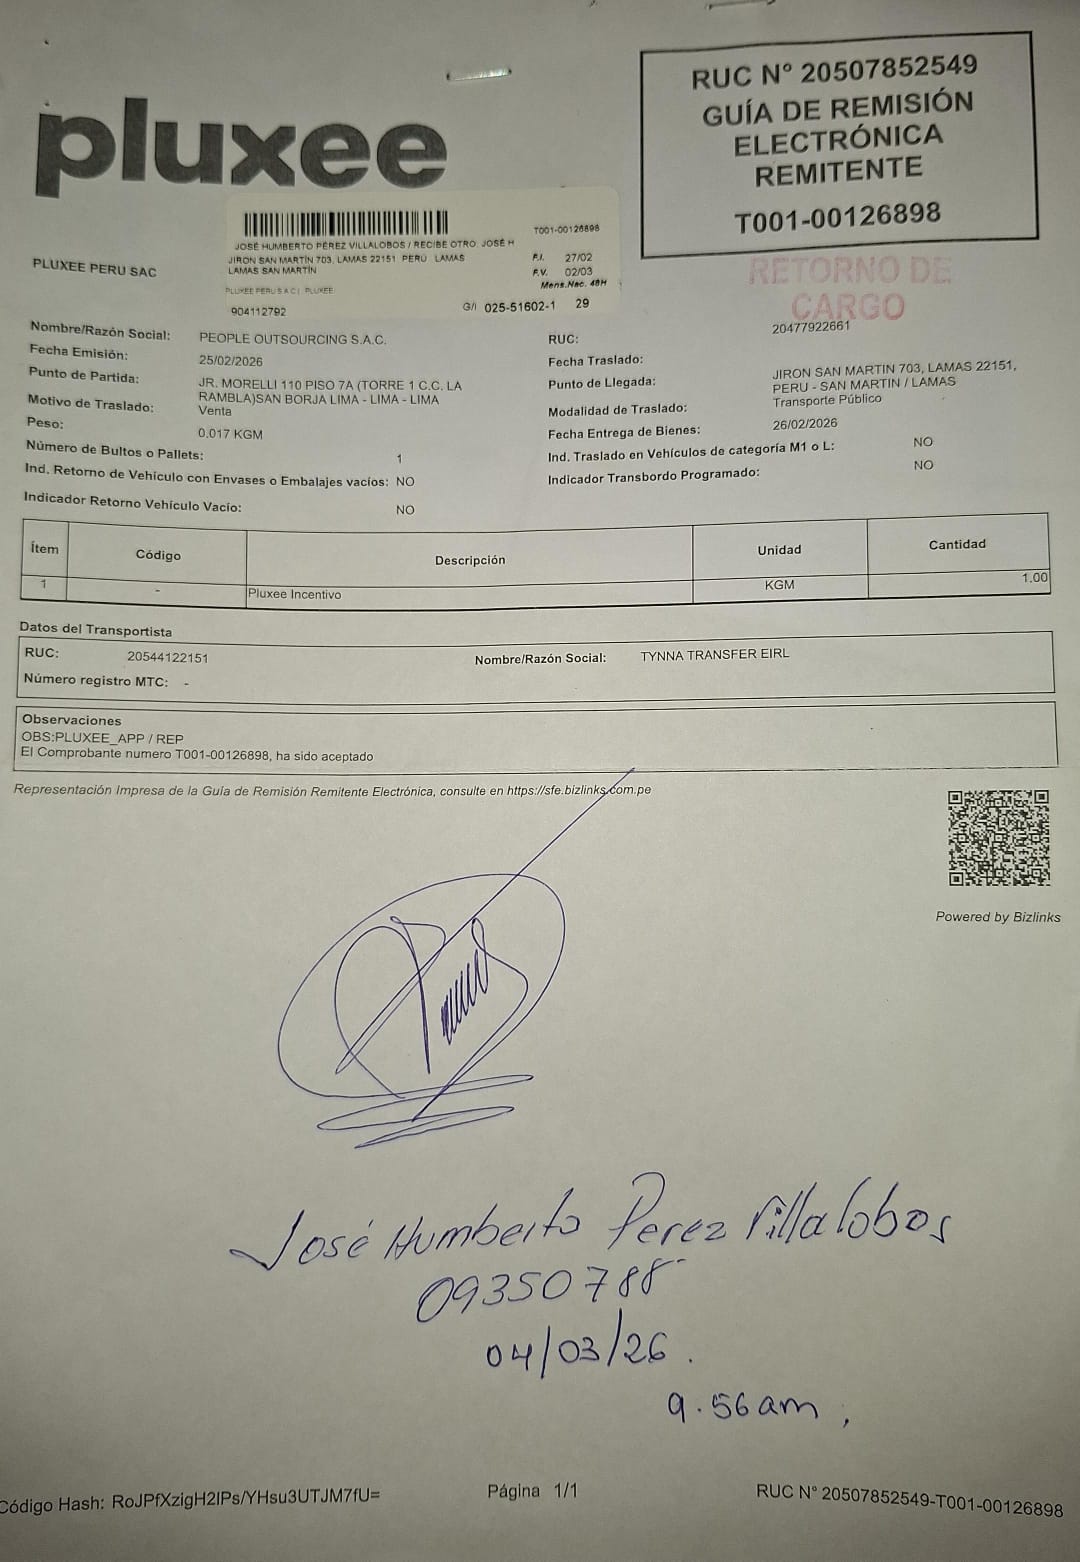 pluxee
RUC N° 20507852549
GUÍA DE REMISIÓN
ELECTRÓNICA
REMITENTE
T001-00126898
RETORNO DE
CARGO
PLUXEE PERU SAC
T001-00126898
JOSÉ HUMBERTO PÉREZ VILLALOBOS / RECIBE OTRO: JOSÉ H
JIRON SAN MARTÍN 703, LAMAS 22151 PERÚ LAMAS
LAMAS SAN MARTÍN
F.I. 27/02
F.V. 02/03
Mens.Nac. 48H
PLUXEE PERU S.A.C | PLUXEE
904112792
G/I 025-51602-1 29
Nombre/Razón Social: PEOPLE OUTSOURCING S.A.C.
RUC: 20477922661
Fecha Emisión: 25/02/2026
Fecha Traslado:
Punto de Partida: JR. MORELLI 110 PISO 7A (TORRE 1 C.C. LA
RAMBLA)SAN BORJA LIMA - LIMA - LIMA
Punto de Llegada: JIRON SAN MARTIN 703, LAMAS 22151,
PERU - SAN MARTIN / LAMAS
Motivo de Traslado: Venta
Modalidad de Traslado: Transporte Público
Peso: 0.017 KGM
Fecha Entrega de Bienes: 26/02/2026
Número de Bultos o Pallets: 1
Ind. Traslado en Vehículos de categoría M1 o L: NO
Ind. Retorno de Vehículo con Envases o Embalajes vacíos: NO
Indicador Transbordo Programado: NO
Indicador Retorno Vehículo Vacío: NO
Ítem Código Descripción Unidad Cantidad
1 - Pluxee Incentivo KGM 1.00
Datos del Transportista
RUC: 20544122151 Nombre/Razón Social: TYNNA TRANSFER EIRL
Número registro MTC: -
Observaciones
OBS:PLUXEE_APP / REP
El Comprobante numero T001-00126898, ha sido aceptado
Representación Impresa de la Guía de Remisión Remitente Electrónica, consulte en https://sfe.bizlinks.com.pe
Powered by Bizlinks
José Humberto Perez Villalobos
09350788
04/03/26.
9.56am,
Código Hash: RoJPfXzigH2IPs/YHsu3UTJM7fU=
Página 1/1
RUC N° 20507852549-T001-00126898